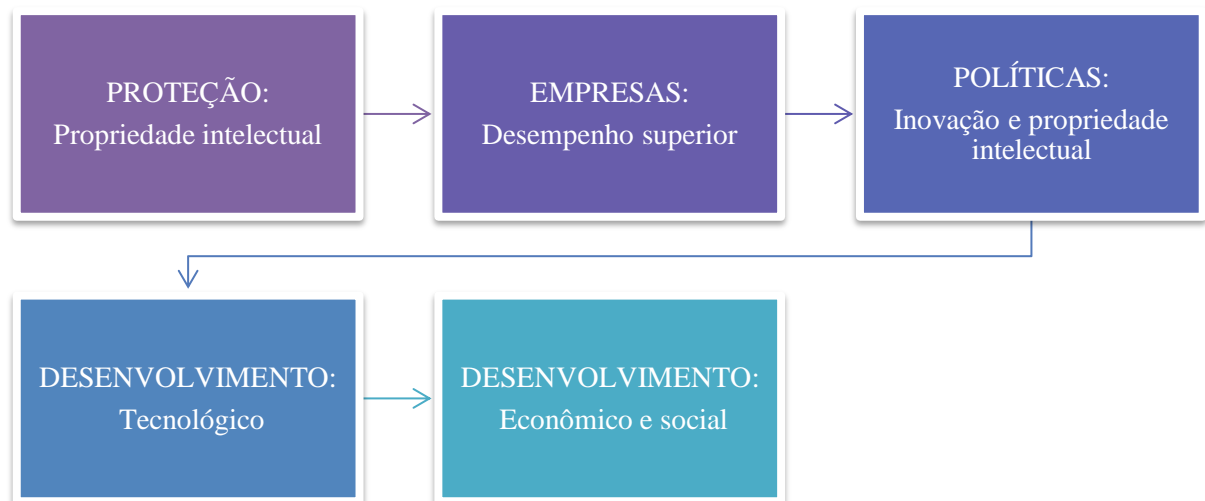 PROTEÇÃO:
Propriedade intelectual
EMPRESAS:
Desempenho superior
POLÍTICAS:
Inovação e propriedade
intelectual
DESENVOLVIMENTO:
Tecnológico
DESENVOLVIMENTO:
Econômico e social